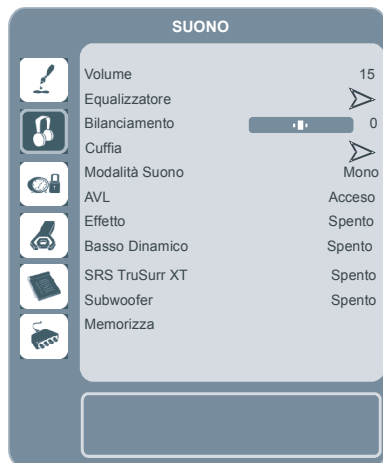 SUONO
Volume 15
Equalizzatore
Bilanciamento 0
Cuffia
Modalità Suono Mono
AVL Acceso
Effetto Spento
Basso Dinamico Spento
SRS TruSurr XT Spento
Subwoofer Spento
Memorizza